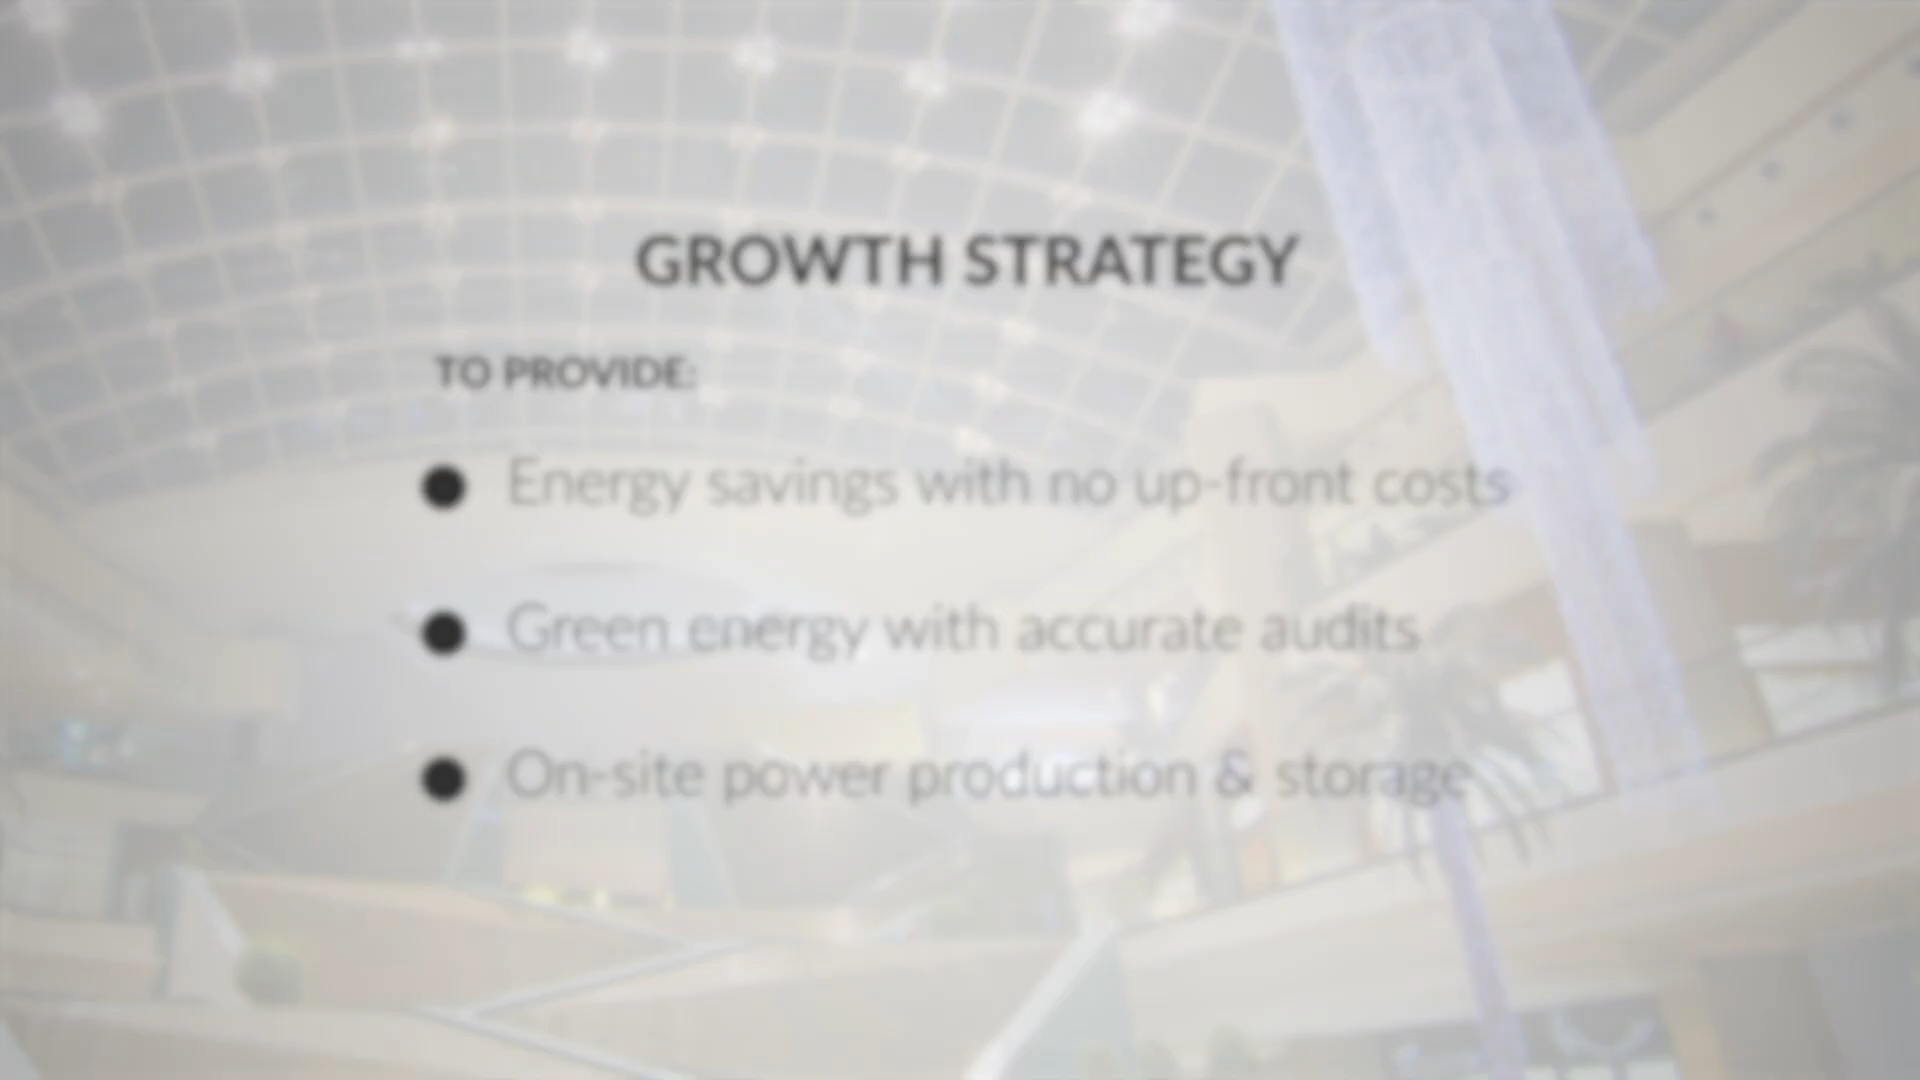 GROWTH STRATEGY
TO PROVIDE:
Energy savings with no up-front costs
Green energy with accurate audits
On-site power production & storage